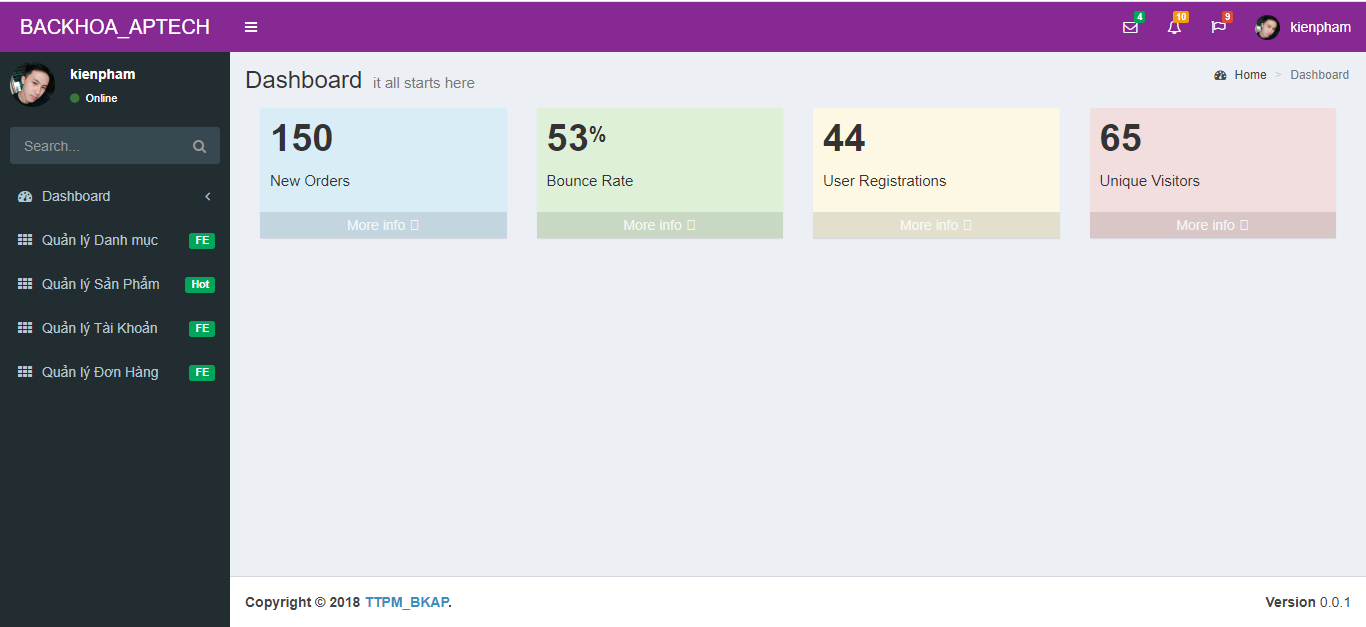 BACKHOA_APTECH
4
10
9
kienpham
kienpham
Online
Search...
Dashboard
Quản lý Danh mục FE
Quản lý Sản Phẩm Hot
Quản lý Tài Khoản FE
Quản lý Đơn Hàng FE
Dashboard it all starts here
Home > Dashboard
150
New Orders
More info
53%
Bounce Rate
More info
44
User Registrations
More info
65
Unique Visitors
More info
Copyright © 2018 TTPM_BKAP.
Version 0.0.1